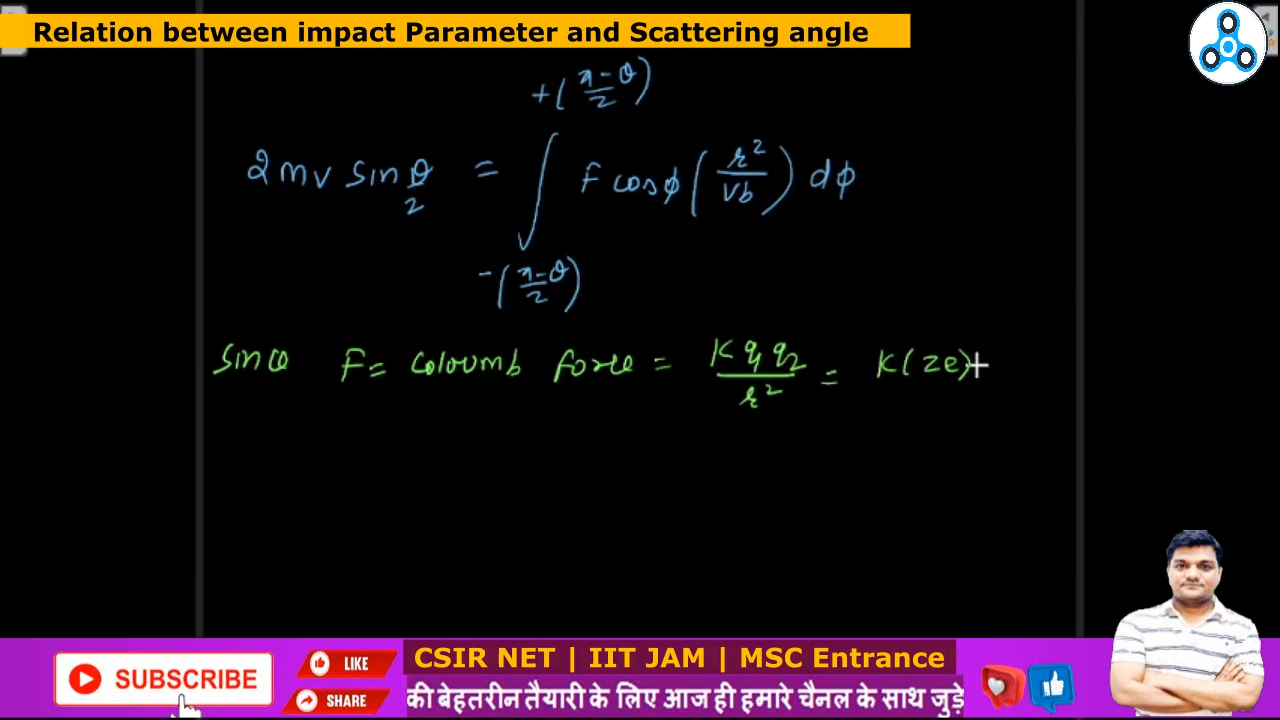 Relation between impact Parameter and Scattering angle
+(π-θ/2)
2mv sin θ/2 = ∫ F cosφ (r²/vb) dφ
-(π-θ/2)
Since F = Coloumb force = K q₁ q₂/r² = K(ze)
SUBSCRIBE
LIKE
SHARE
CSIR NET | IIT JAM | MSC Entrance
की बेहतरीन तैयारी के लिए आज ही हमारे चैनल के साथ जुड़े